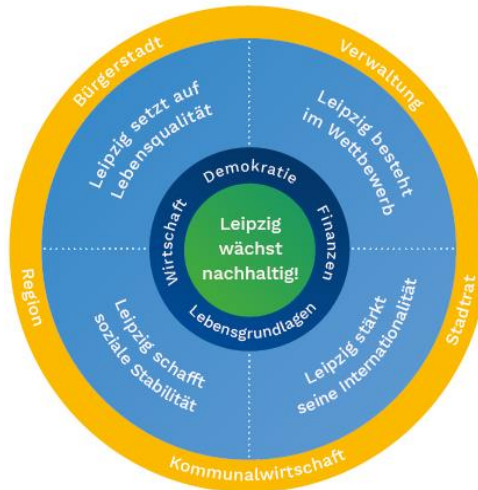 Bürgerstadt
Verwaltung
Leipzig setzt auf
Lebensqualität
Leipzig besteht
im Wettbewerb
Demokratie
Wirtschaft
Finanzen
Leipzig
wächst
nachhaltig!
Lebensgrundlagen
Region
Stadtrat
Leipzig schafft
soziale Stabilität
Leipzig stärkt
seine Internationalität
Kommunalwirtschaft